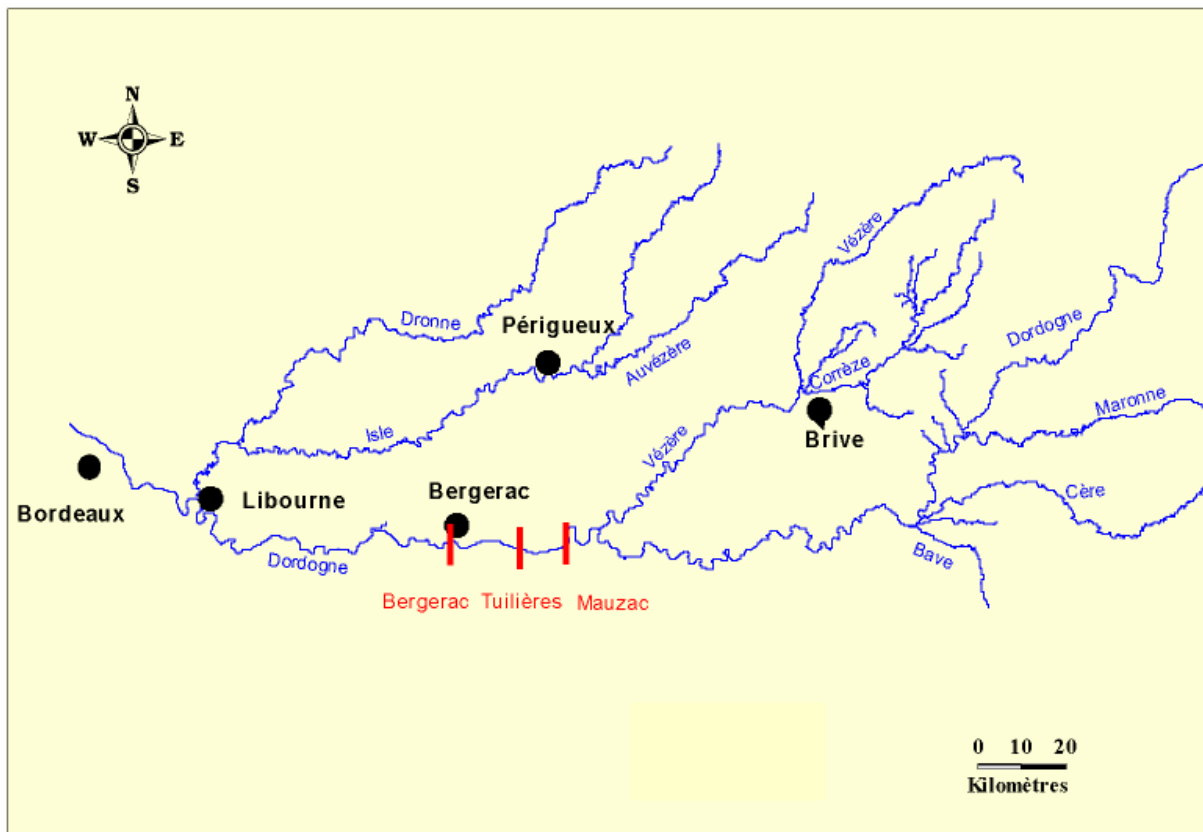 N
W E
S
Vézère
Dordogne
Dronne
Périgueux
Auvézère
Corrèze
Maronne
Isle
Vézère
Brive
Bordeaux
Libourne
Bergerac
Cère
Dordogne
Bave
Bergerac Tuilières Mauzac
0 10 20
Kilomètres